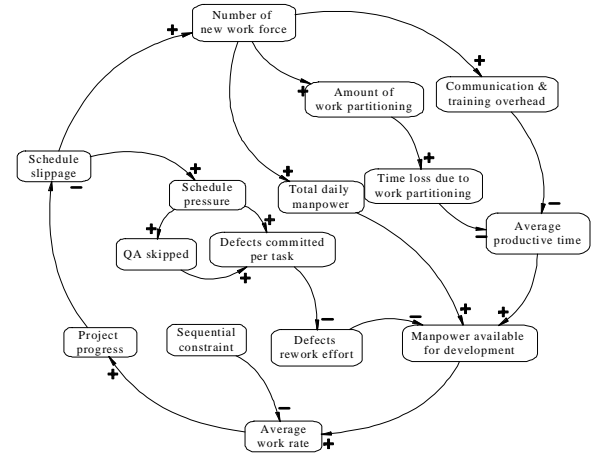 Number of
new work force
Amount of
work partitioning
Communication &
training overhead
Schedule
slippage
Schedule
pressure
Total daily
manpower
Time loss due to
work partitioning
QA skipped
Defects committed
per task
Average
productive time
Project
progress
Sequential
constraint
Defects
rework effort
Manpower available
for development
Average
work rate